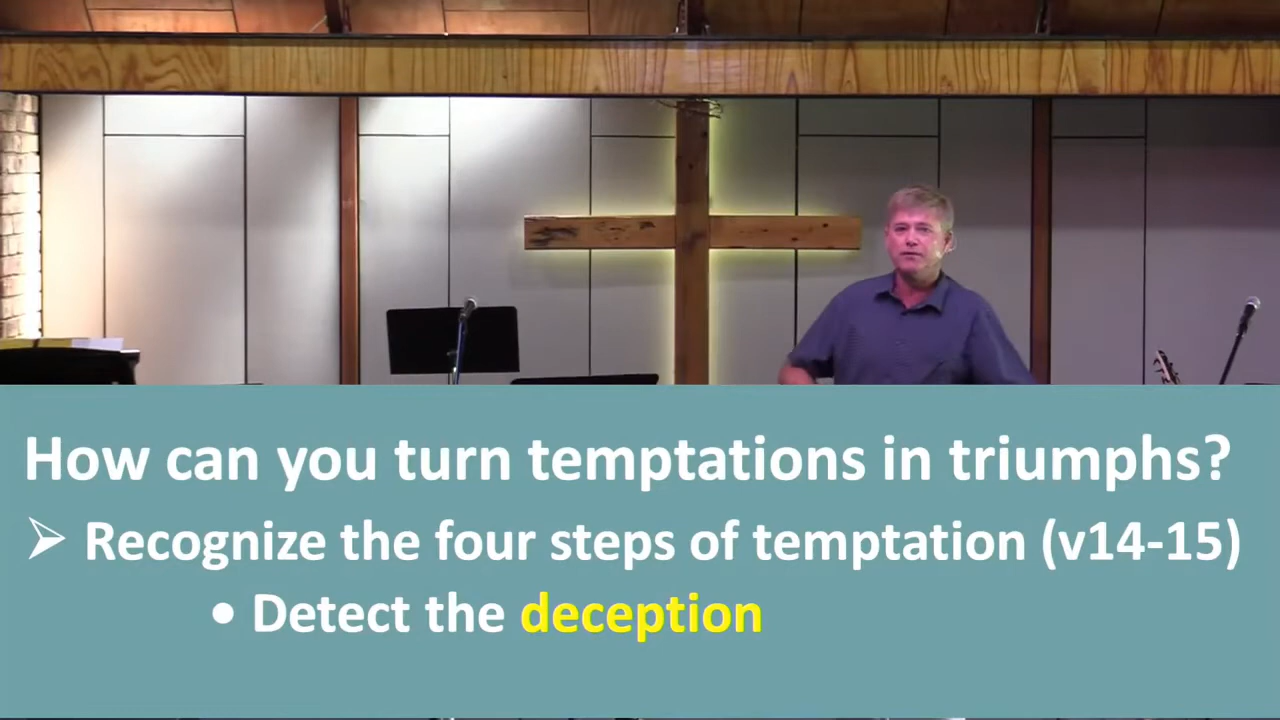 How can you turn temptations in triumphs?
➢ Recognize the four steps of temptation (v14-15)
• Detect the deception